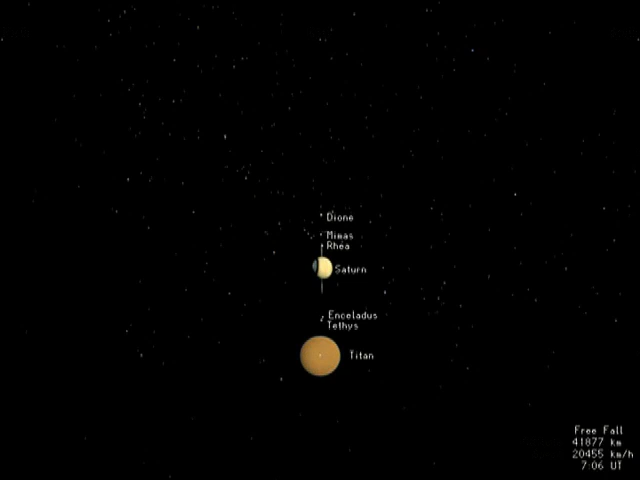 Dione
Mimas
Rhea
Saturn
Enceladus
Tethys
Titan
Free Fall
41877 km
20455 km/h
7:06 UT